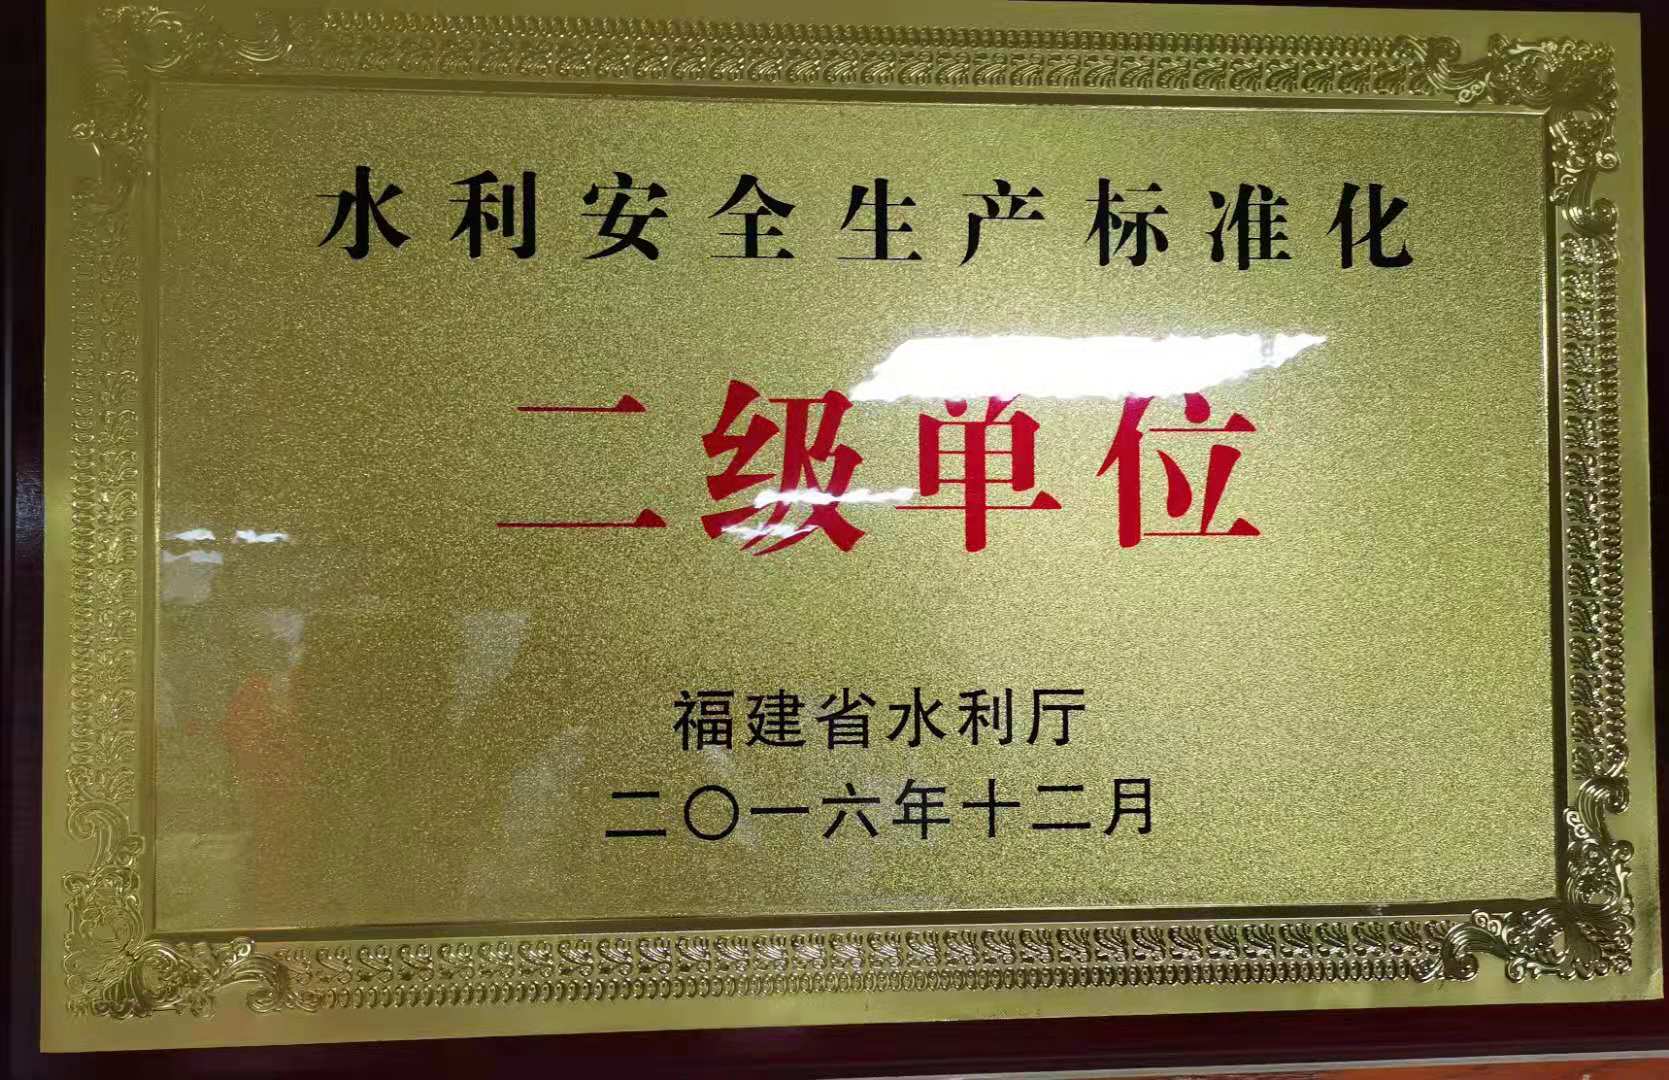 水利安全生产标准化
二级单位
福建省水利厅
二〇一六年十二月